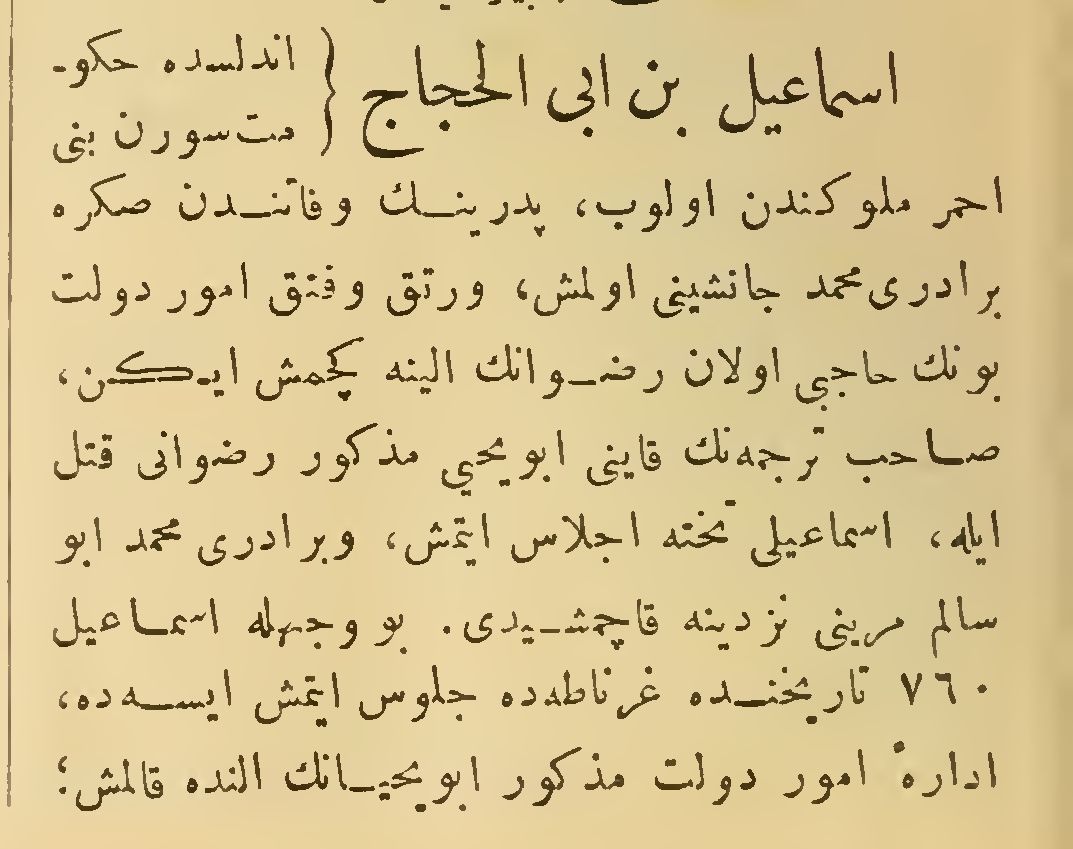 اسماعيل بن ابى الحجاج { اندلسده حكو-
متسورن بنى
احمر ملوكندن اولوب، پدرينك وفاتندن صكره
برادرى محمد جانشينى اولمش، ورتق وفتق امور دولت
بونك حاجبى اولان رضوانك الينه كچمش ايكن،
صاحب ترجمه‌نك قاينى ابو يحيى مذكور رضوانى قتل
ايله، اسماعيلى تخته اجلاس ايتمش، وبرادرى محمد ابو
سالم مرينى نزدينه قاچمشيدى. بو وجهله اسماعيل
٧٦٠ تاريخنده غرناطه‌ده جلوس ايتمش ايسه‌ده،
ادارۀ امور دولت مذكور ابو يحيانك النده قالمش؛